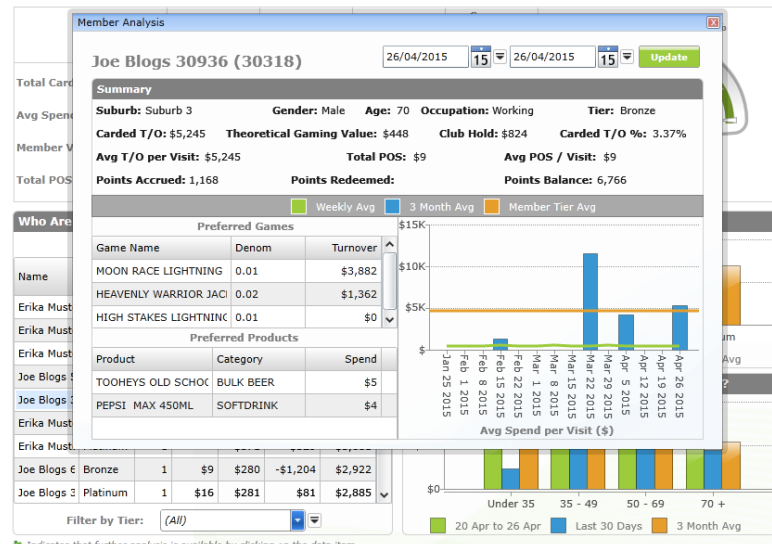 Member Analysis
Joe Blogs 30936 (30318)
26/04/2015
15
26/04/2015
15
Update
Summary
Suburb: Suburb 3 Gender: Male Age: 70 Occupation: Working Tier: Bronze
Carded T/O: $5,245 Theoretical Gaming Value: $448 Club Hold: $824 Carded T/O %: 3.37%
Avg T/O per Visit: $5,245 Total POS: $9 Avg POS / Visit: $9
Points Accrued: 1,168 Points Redeemed: Points Balance: 6,766
Weekly Avg 3 Month Avg Member Tier Avg
Preferred Games
Game Name Denom Turnover
MOON RACE LIGHTNING 0.01 $3,882
HEAVENLY WARRIOR JACI 0.02 $1,362
HIGH STAKES LIGHTNING 0.01 $0
Preferred Products
Product Category Spend
TOOHEYS OLD SCHOC BULK BEER $5
PEPSI MAX 450ML SOFTDRINK $4
$15K
$10K
$5K
$
Jan 25 2015
Feb 1 2015
Feb 8 2015
Feb 15 2015
Feb 22 2015
Mar 1 2015
Mar 8 2015
Mar 15 2015
Mar 22 2015
Mar 29 2015
Apr 5 2015
Apr 12 2015
Apr 19 2015
Apr 26 2015
Avg Spend per Visit ($)
Total Card
Avg Spen
Member V
Total POS
Who Are
Name
Erika Must
Erika Must
Erika Must
Joe Blogs
Joe Blogs
Erika Must
Erika Must
Joe Blogs 6 Bronze 1 $9 $280 -$1,204 $2,922
Joe Blogs 3 Platinum 1 $16 $281 $81 $2,885
Filter by Tier: (All)
um
Avg
?
$0
Under 35 35 - 49 50 - 69 70 +
20 Apr to 26 Apr Last 30 Days 3 Month Avg
Indicates that further analysis is available by clicking on the data item